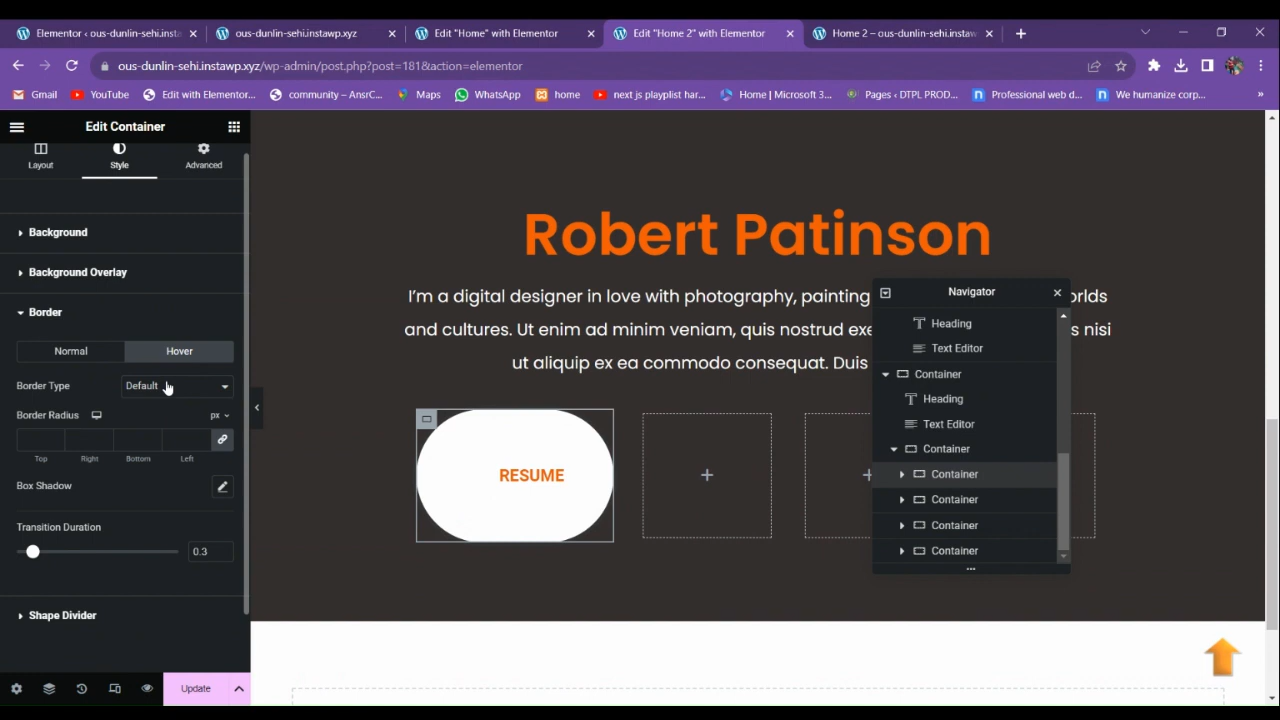 Elementor ‹ ous-dunlin-sehi.insta
ous-dunlin-sehi.instawp.xyz/
Edit "Home" with Elementor
Edit "Home 2" with Elementor
Home 2 – ous-dunlin-sehi.instaw
ous-dunlin-sehi.instawp.xyz/wp-admin/post.php?post=181&action=elementor
Gmail
YouTube
Edit with Elementor...
community – AnsrC...
Maps
WhatsApp
home
next js playlist har...
Home | Microsoft 3...
Pages ‹ DTPL PROD...
Professional web d...
We humanize corp...
»
Edit Container
Layout
Style
Advanced
Background
Background Overlay
Border
Normal
Hover
Border Type
Default
Border Radius
px
Top
Right
Bottom
Left
Box Shadow
Transition Duration
0.3
Shape Divider
Update
Robert Patinson
I'm a digital designer in love with photography, painting
orlds
and cultures. Ut enim ad minim veniam, quis nostrud exe
s nisi
ut aliquip ex ea commodo consequat. Duis
RESUME
Navigator
Heading
Text Editor
Container
Heading
Text Editor
Container
Container
Container
Container
Container